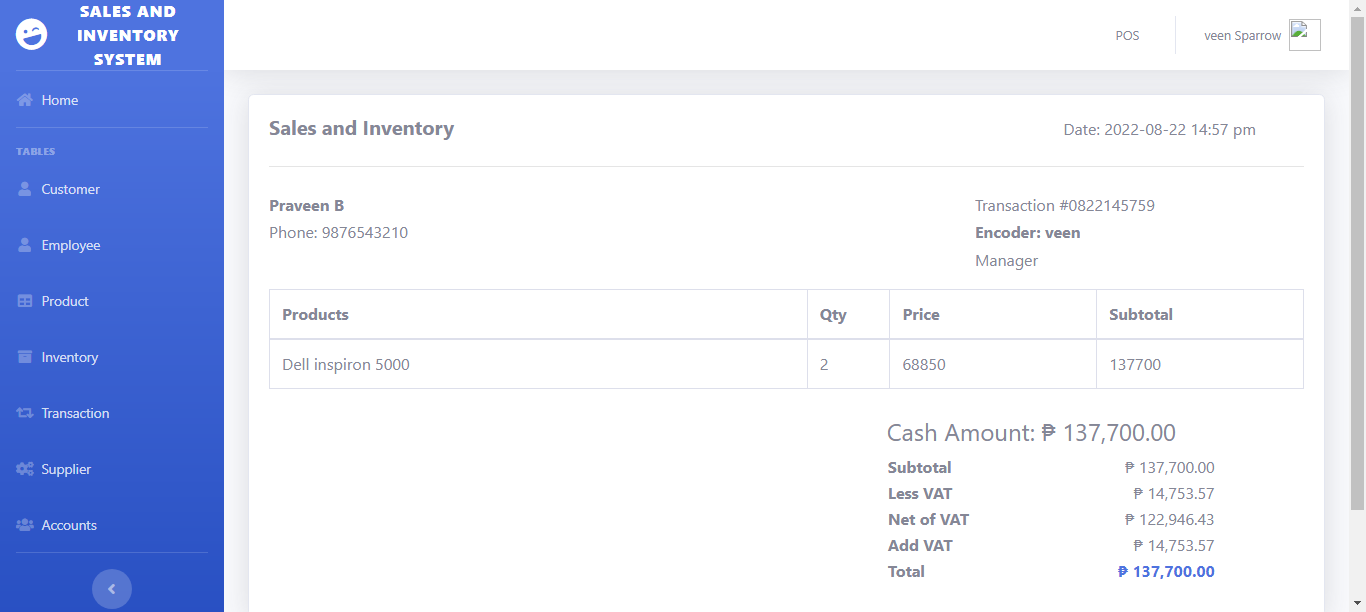 SALES AND
INVENTORY
SYSTEM
Home
TABLES
Customer
Employee
Product
Inventory
Transaction
Supplier
Accounts
POS
veen Sparrow
Sales and Inventory
Date: 2022-08-22 14:57 pm
Praveen B
Phone: 9876543210
Transaction #0822145759
Encoder: veen
Manager
Products Qty Price Subtotal
Dell inspiron 5000 2 68850 137700
Cash Amount: ₱ 137,700.00
Subtotal ₱ 137,700.00
Less VAT ₱ 14,753.57
Net of VAT ₱ 122,946.43
Add VAT ₱ 14,753.57
Total ₱ 137,700.00